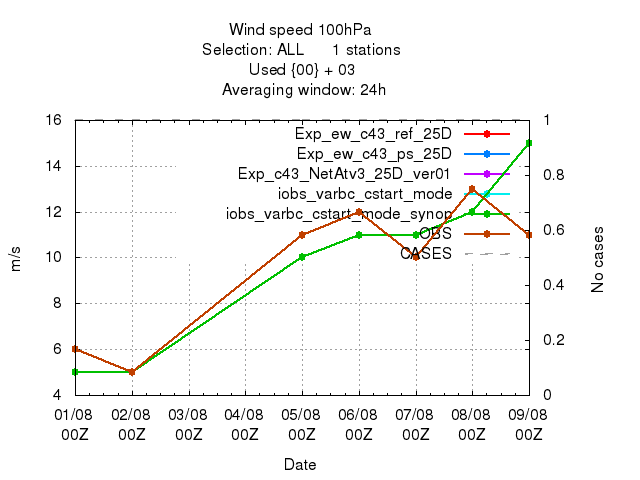 Wind speed 100hPa
Selection: ALL 1 stations
Used {00} + 03
Averaging window: 24h
16 1
Exp_ew_c43_ref_25D
Exp_ew_c43_ps_25D
14 0.8
Exp_c43_NetAtv3_25D_ver01
iobs_varbc_cstart_mode
12 iobs_varbc_cstart_mode_synop 0.6
OBS
m/s No cases
10 CASES
8 0.4
6 0.2
4 0
01/08 02/08 03/08 04/08 05/08 06/08 07/08 08/08 09/08
00Z 00Z 00Z 00Z 00Z 00Z 00Z 00Z 00Z
Date